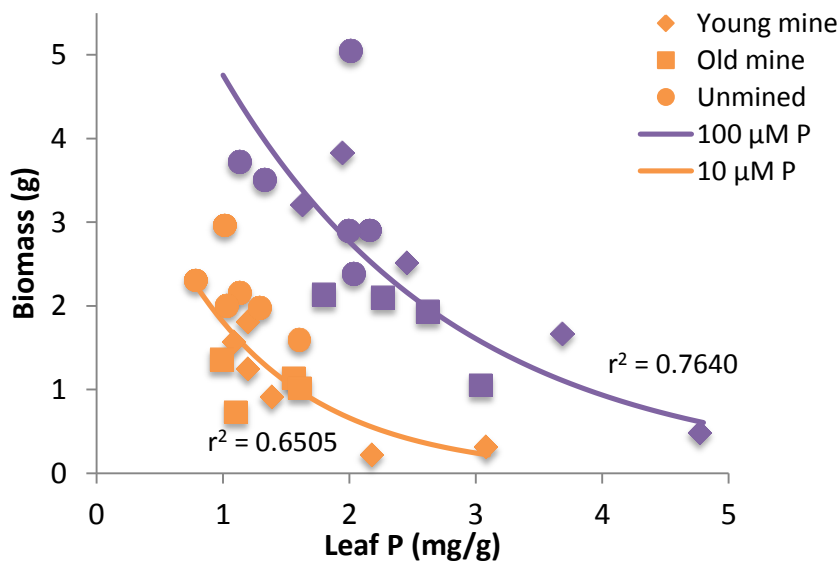 Young mine
Old mine
Unmined
100 µM P
10 µM P
Biomass (g)
5
4
3
2
1
0
r² = 0.7640
r² = 0.6505
0 1 2 3 4 5
Leaf P (mg/g)